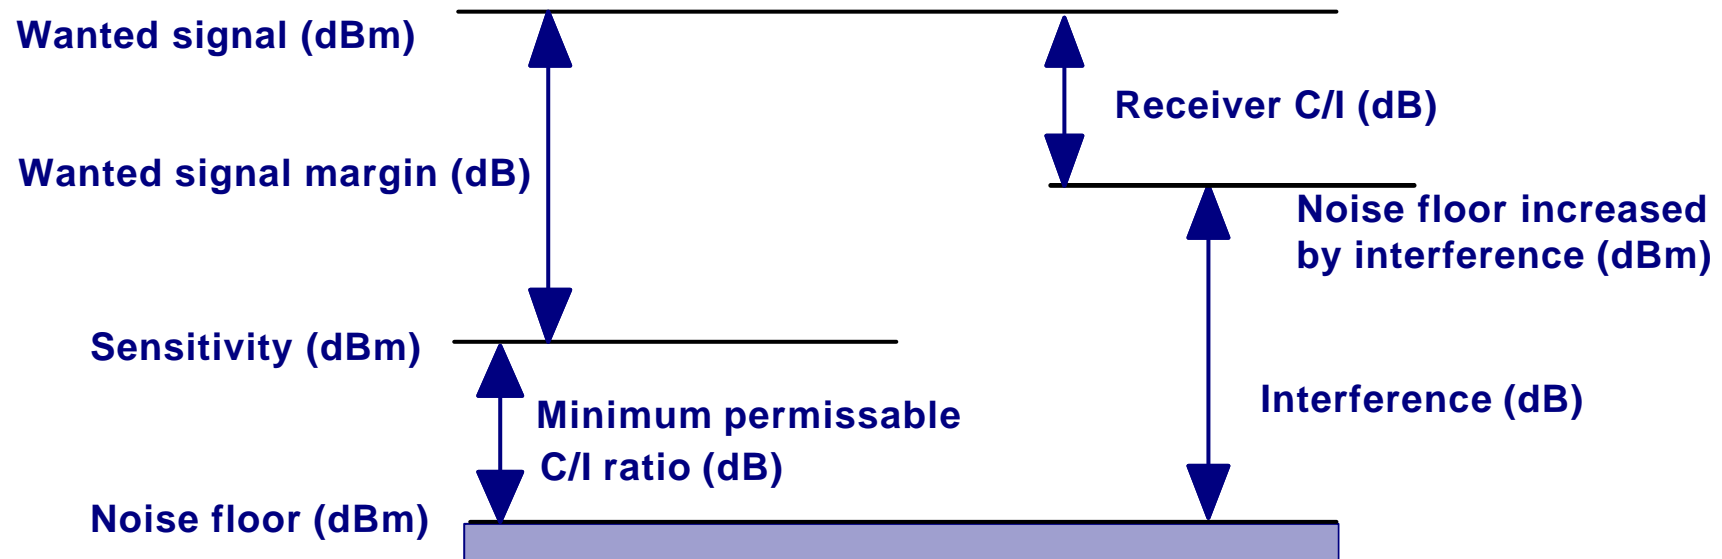 Wanted signal (dBm)
Receiver C/I (dB)
Wanted signal margin (dB)
Noise floor increased
by interference (dBm)
Sensitivity (dBm)
Interference (dB)
Minimum permissable
C/I ratio (dB)
Noise floor (dBm)